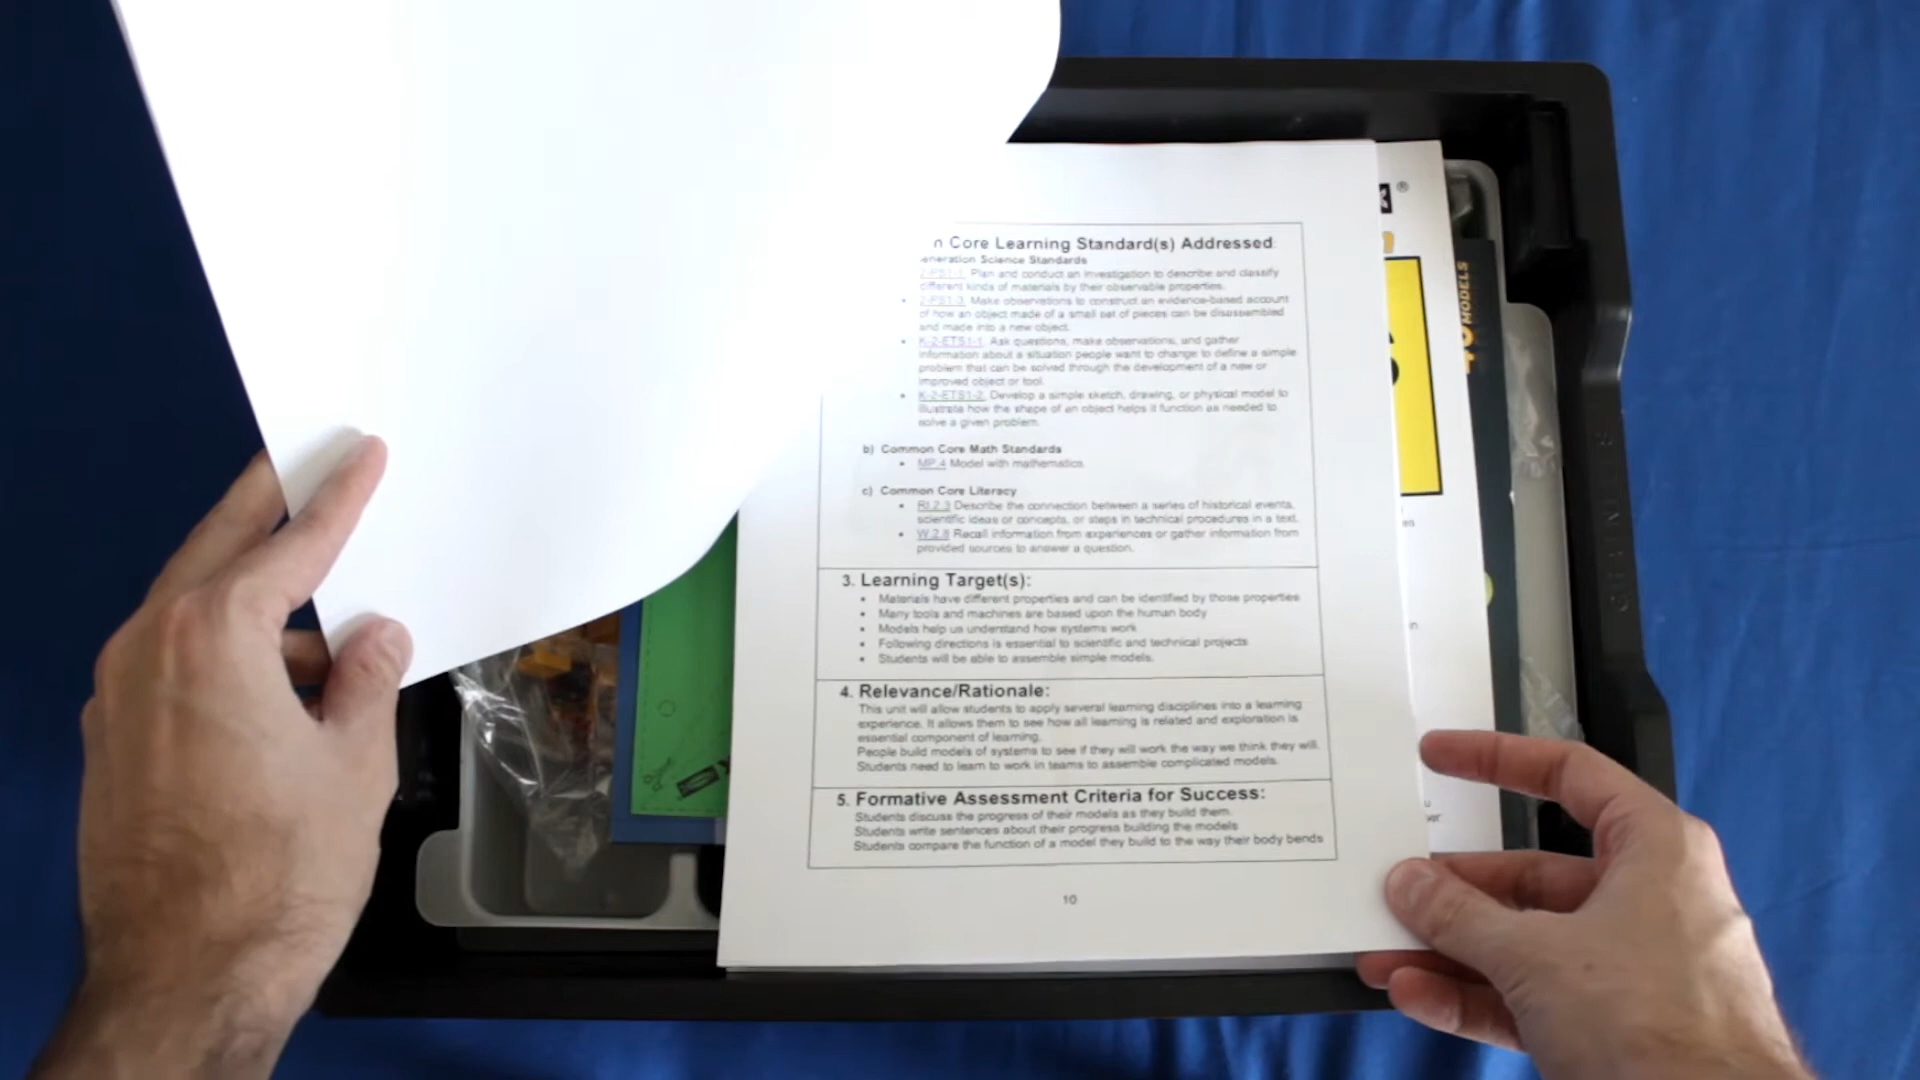 n Core Learning Standard(s) Addressed:
eneration Science Standards
2-PS1-1. Plan and conduct an investigation to describe and classify
different kinds of materials by their observable properties.
• 2-PS1-3. Make observations to construct an evidence-based account
of how an object made of a small set of pieces can be disassembled
and made into a new object.
• K-2-ETS1-1. Ask questions, make observations, and gather
information about a situation people want to change to define a simple
problem that can be solved through the development of a new or
improved object or tool.
• K-2-ETS1-2. Develop a simple sketch, drawing, or physical model to
illustrate how the shape of an object helps it function as needed to
solve a given problem.
b) Common Core Math Standards
• MP.4 Model with mathematics.
c) Common Core Literacy
• RI.2.3 Describe the connection between a series of historical events,
scientific ideas or concepts, or steps in technical procedures in a text.
• W.2.8 Recall information from experiences or gather information from
provided sources to answer a question.
3. Learning Target(s):
• Materials have different properties and can be identified by those properties
• Many tools and machines are based upon the human body
• Models help us understand how systems work
• Following directions is essential to scientific and technical projects
• Students will be able to assemble simple models.
4. Relevance/Rationale:
This unit will allow students to apply several learning disciplines into a learning
experience. It allows them to see how all learning is related and exploration is
essential component of learning.
People build models of systems to see if they will work the way we think they will.
Students need to learn to work in teams to assemble complicated models.
5. Formative Assessment Criteria for Success:
Students discuss the progress of their models as they build them.
Students write sentences about their progress building the models
Students compare the function of a model they build to the way their body bends
10
MODELS